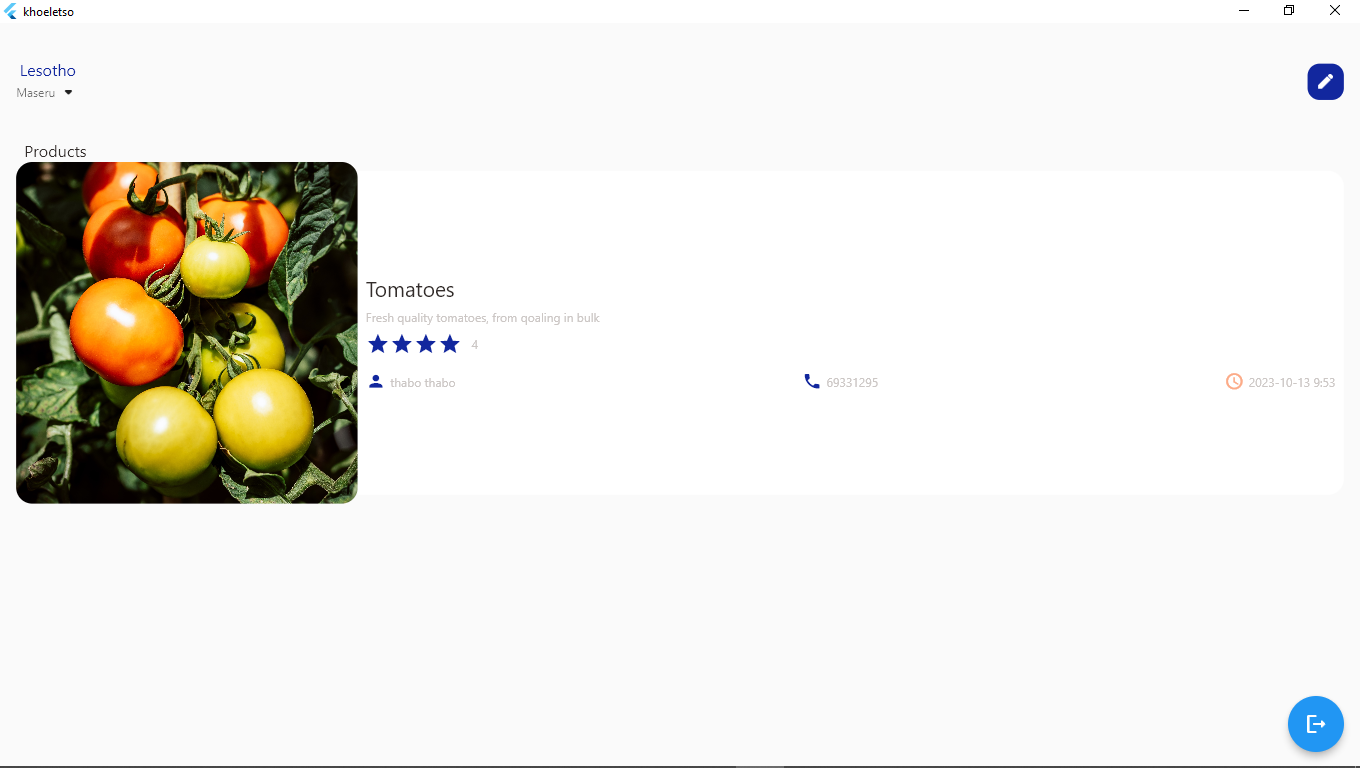 khoeletso
Lesotho
Maseru
Products
Tomatoes
Fresh quality tomatoes, from qoaling in bulk
4
thabo thabo
69331295
2023-10-13 9:53